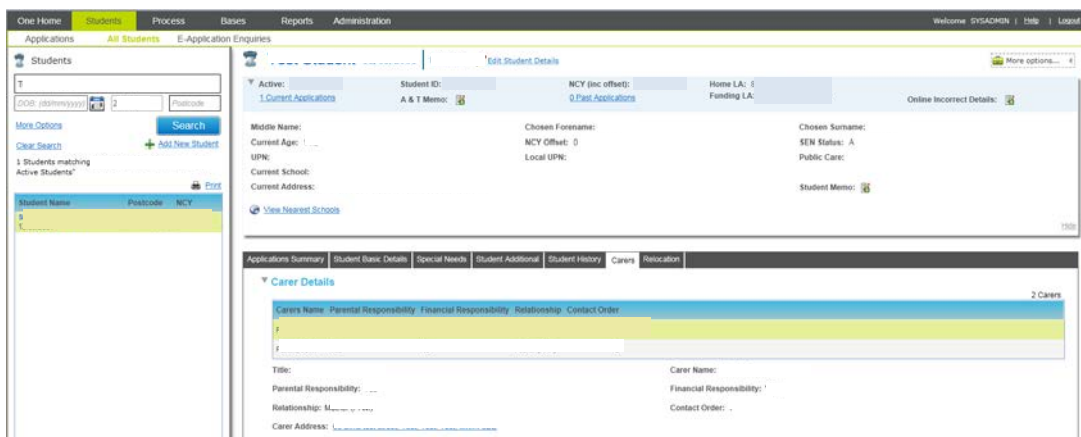 One Home Students Process Bases Reports Administration Welcome SYSADMIN | Help | Logout
Applications All Students E-Application Enquiries
Students
T
DOB: (dd/mm/yyyy) 2 Postcode
More Options Search
Clear Search Add New Student
1 Students matching
Active Students"
Print
Student Name Postcode NCY
Edit Student Details More options...
Active: Student ID: NCY (inc offset): Home LA:
1 Current Applications A & T Memo: 0 Past Applications Funding LA: Online Incorrect Details:
Middle Name: Chosen Forename: Chosen Surname:
Current Age: NCY Offset: 0 SEN Status: A
UPN: Local UPN: Public Care:
Current School:
Current Address: Student Memo:
View Nearest Schools
Hide
Applications Summary Student Basic Details Special Needs Student Additional Student History Carers Relocation
Carer Details
2 Carers
Carers Name Parental Responsibility Financial Responsibility Relationship Contact Order
Title: Carer Name:
Parental Responsibility: Financial Responsibility:
Relationship: Contact Order:
Carer Address: